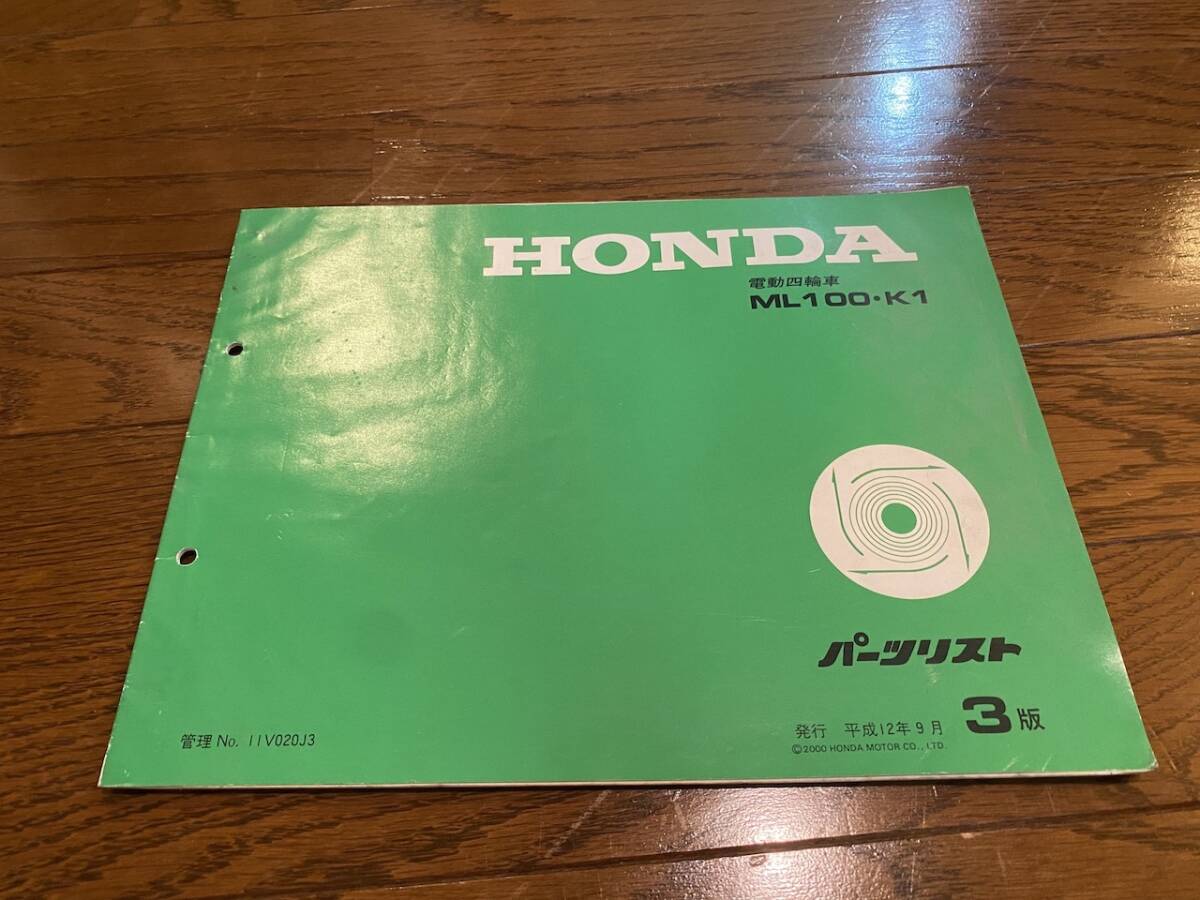 HONDA
電動四輪車
ML100・K1
パーツリスト
3版
発行 平成12年9月
©2000 HONDA MOTOR CO., LTD.
管理 No. 11V020J3